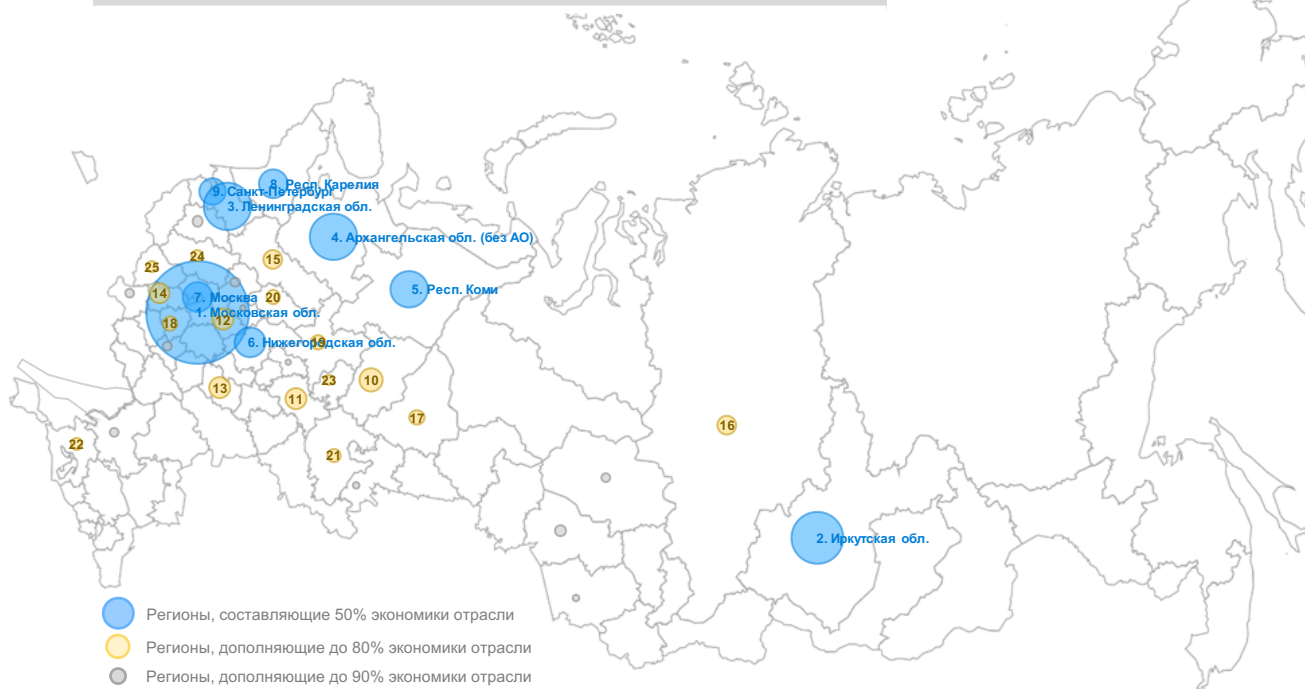 8. Респ. Карелия
9. Санкт-Петербург
3. Ленинградская обл.
4. Архангельская обл. (без АО)
24
15
25
5. Респ. Коми
14
7. Москва
20
1. Московская обл.
12
18
6. Нижегородская обл.
19
13
23
10
11
17
16
22
21
2. Иркутская обл.
Регионы, составляющие 50% экономики отрасли
Регионы, дополняющие до 80% экономики отрасли
Регионы, дополняющие до 90% экономики отрасли